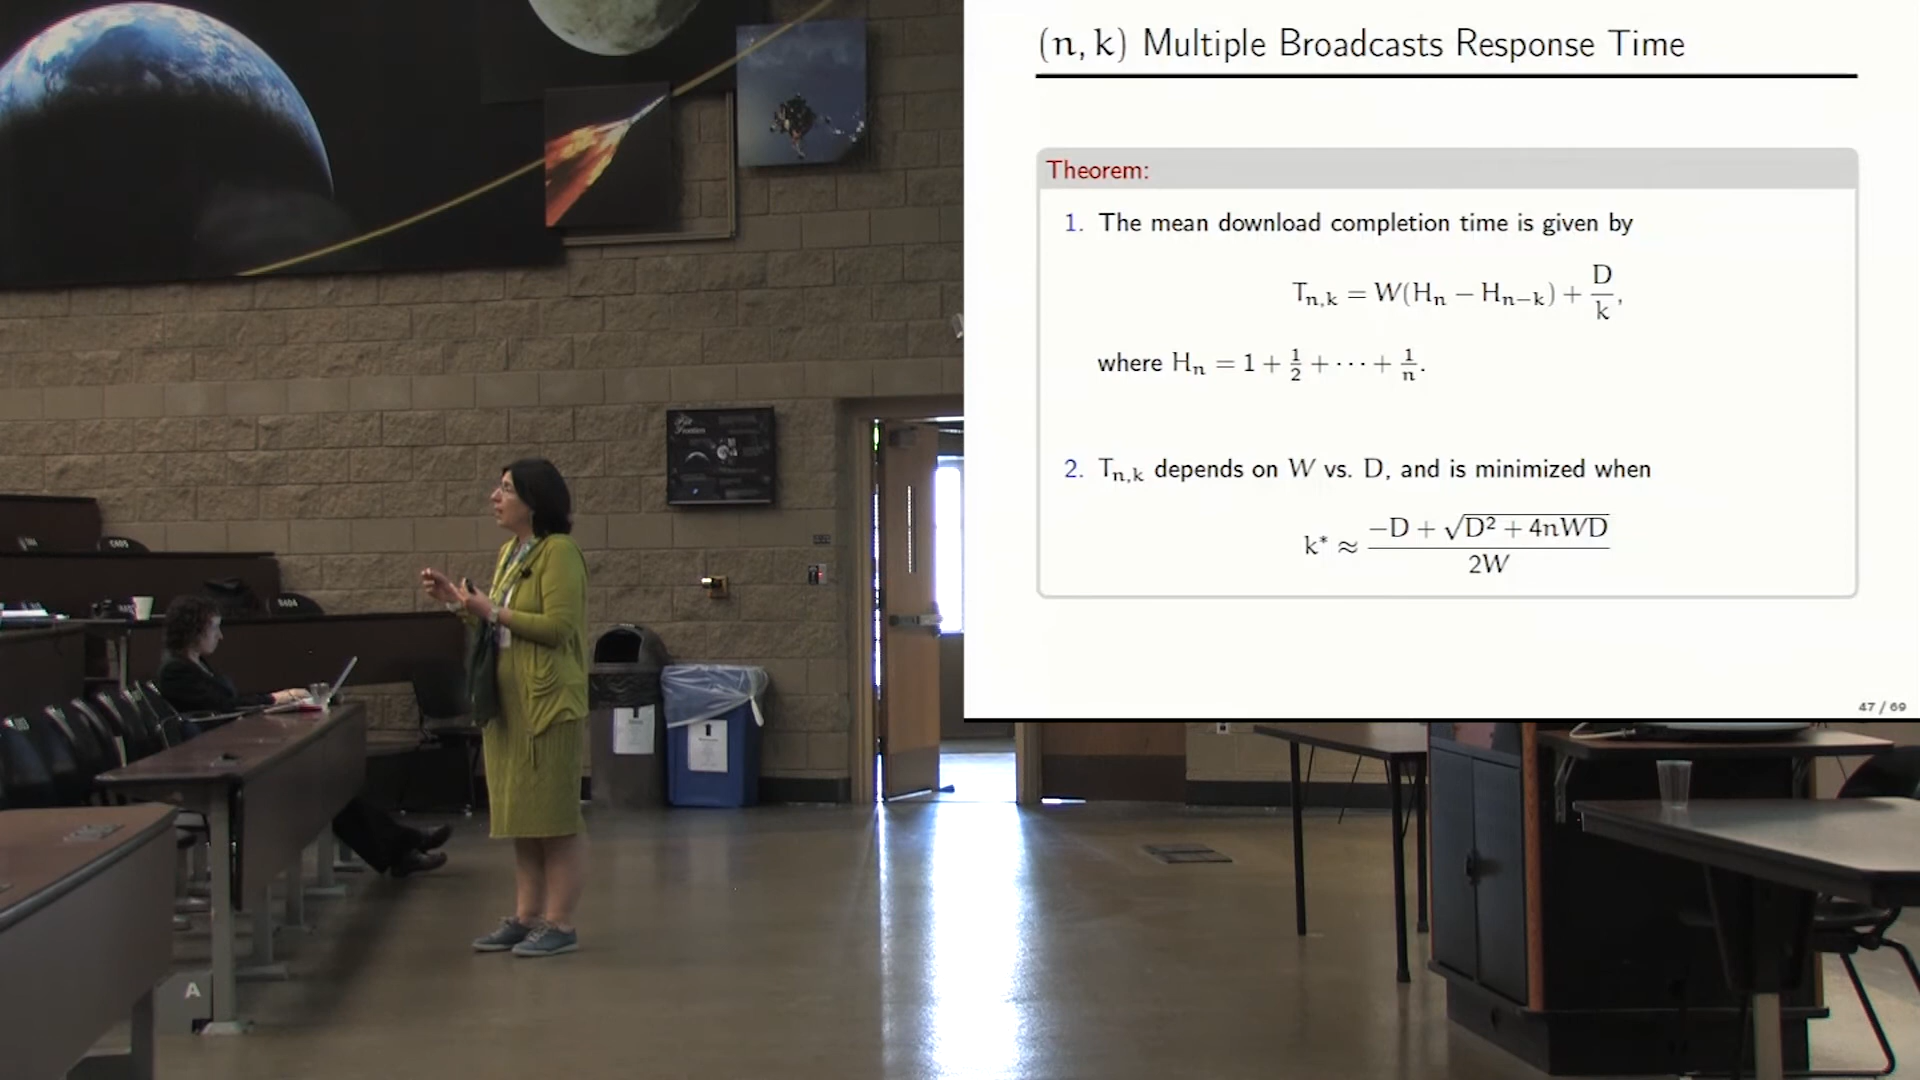 (n, k) Multiple Broadcasts Response Time
Theorem:
1. The mean download completion time is given by
T_{n,k} = W(H_n − H_{n−k}) + D/k,
where H_n = 1 + 1/2 + ··· + 1/n.
2. T_{n,k} depends on W vs. D, and is minimized when
k* ≈ (−D + √(D² + 4nWD)) / 2W
47 / 69
A